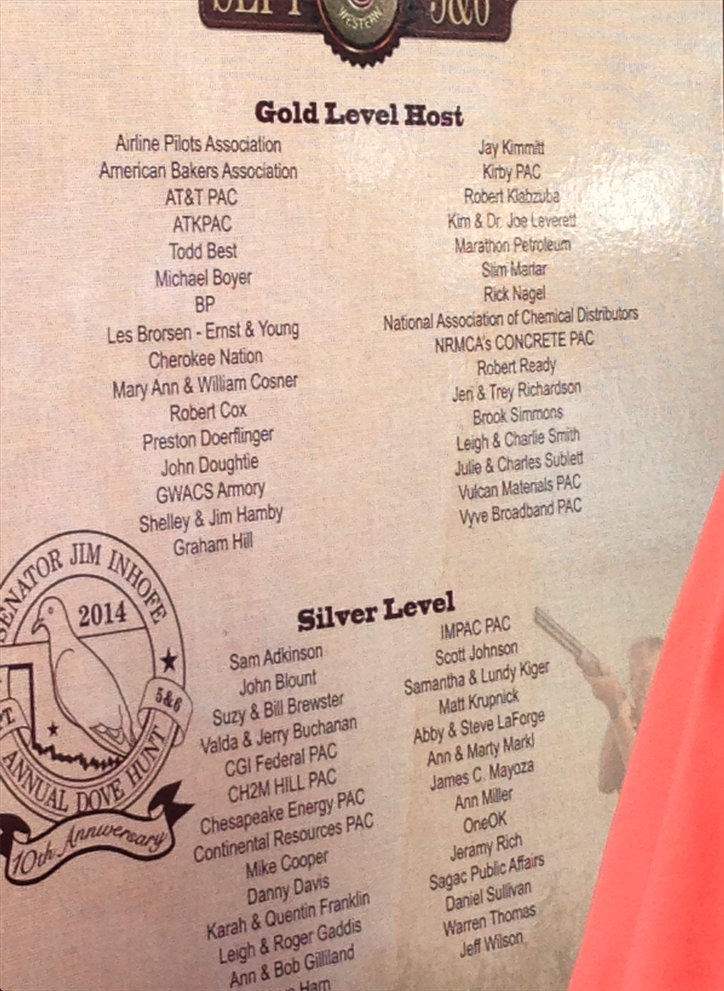 SEPT 5&6
WESTERN
Gold Level Host
Airline Pilots Association
American Bakers Association
AT&T PAC
ATKPAC
Todd Best
Michael Boyer
BP
Les Brorsen - Ernst & Young
Cherokee Nation
Mary Ann & William Cosner
Robert Cox
Preston Doerflinger
John Doughtie
GWACS Armory
Shelley & Jim Hamby
Graham Hill
Jay Kimmitt
Kirby PAC
Robert Klabzuba
Kim & Dr. Joe Leverett
Marathon Petroleum
Slim Marlar
Rick Nagel
National Association of Chemical Distributors
NRMCA's CONCRETE PAC
Robert Ready
Jeri & Trey Richardson
Brook Simmons
Leigh & Charlie Smith
Julie & Charles Sublett
Vulcan Materials PAC
Vyve Broadband PAC
SENATOR JIM INHOFE
2014
5&6
ANNUAL DOVE HUNT
10th Anniversary
Silver Level
Sam Adkinson
John Blount
Suzy & Bill Brewster
Valda & Jerry Buchanan
CGI Federal PAC
CH2M HILL PAC
Chesapeake Energy PAC
Continental Resources PAC
Mike Cooper
Danny Davis
Karah & Quentin Franklin
Leigh & Roger Gaddis
Ann & Bob Gilliland
Ham
IMPAC PAC
Scott Johnson
Samantha & Lundy Kiger
Matt Krupnick
Abby & Steve LaForge
Ann & Marty Markl
James C. Mayoza
Ann Miller
OneOK
Jeramy Rich
Sagac Public Affairs
Daniel Sullivan
Warren Thomas
Jeff Wilson